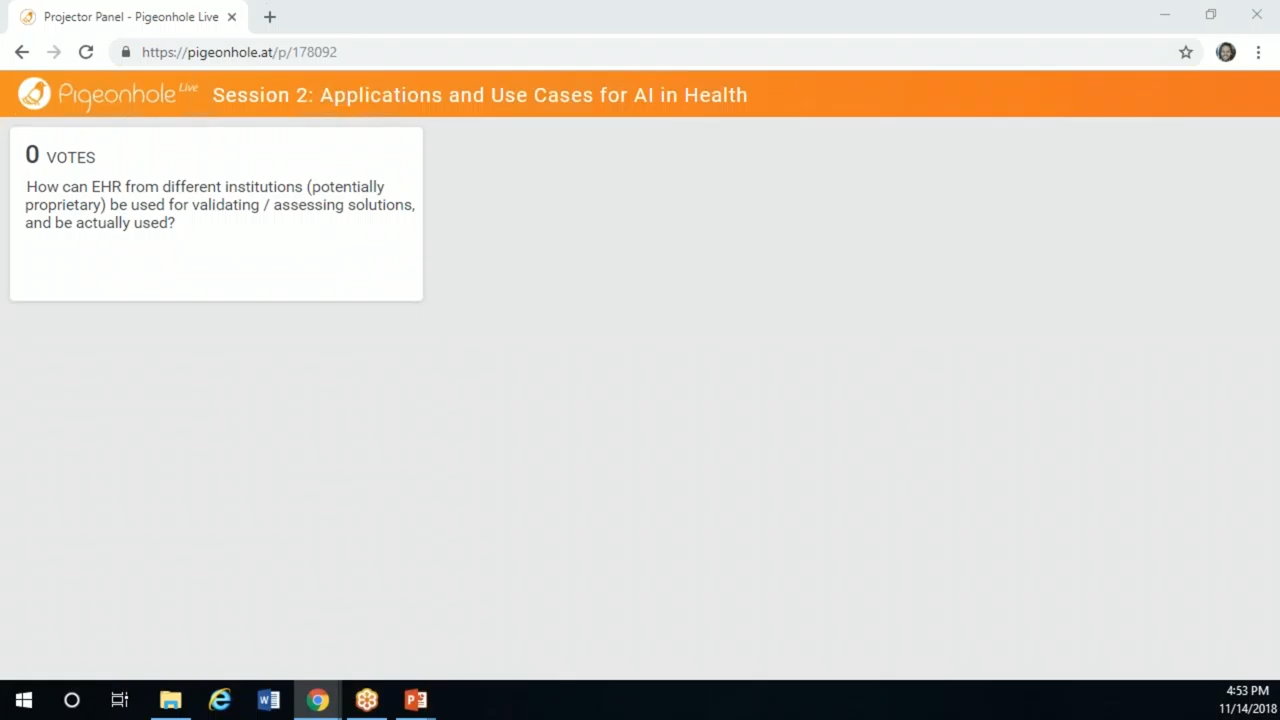 Projector Panel - Pigeonhole Live
https://pigeonhole.at/p/178092
Pigeonhole Live Session 2: Applications and Use Cases for AI in Health
0 VOTES
How can EHR from different institutions (potentially
proprietary) be used for validating / assessing solutions,
and be actually used?
4:53 PM
11/14/2018